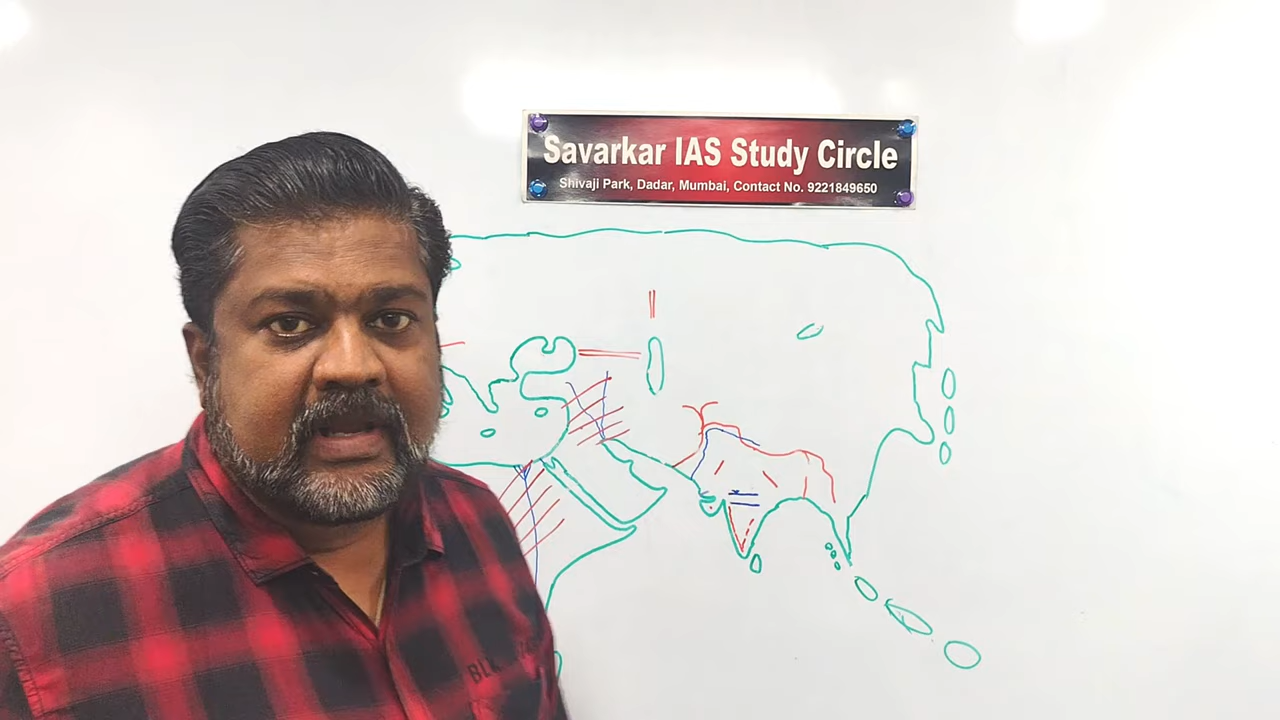 Savarkar IAS Study Circle
Shivaji Park, Dadar, Mumbai, Contact No. 9221849650